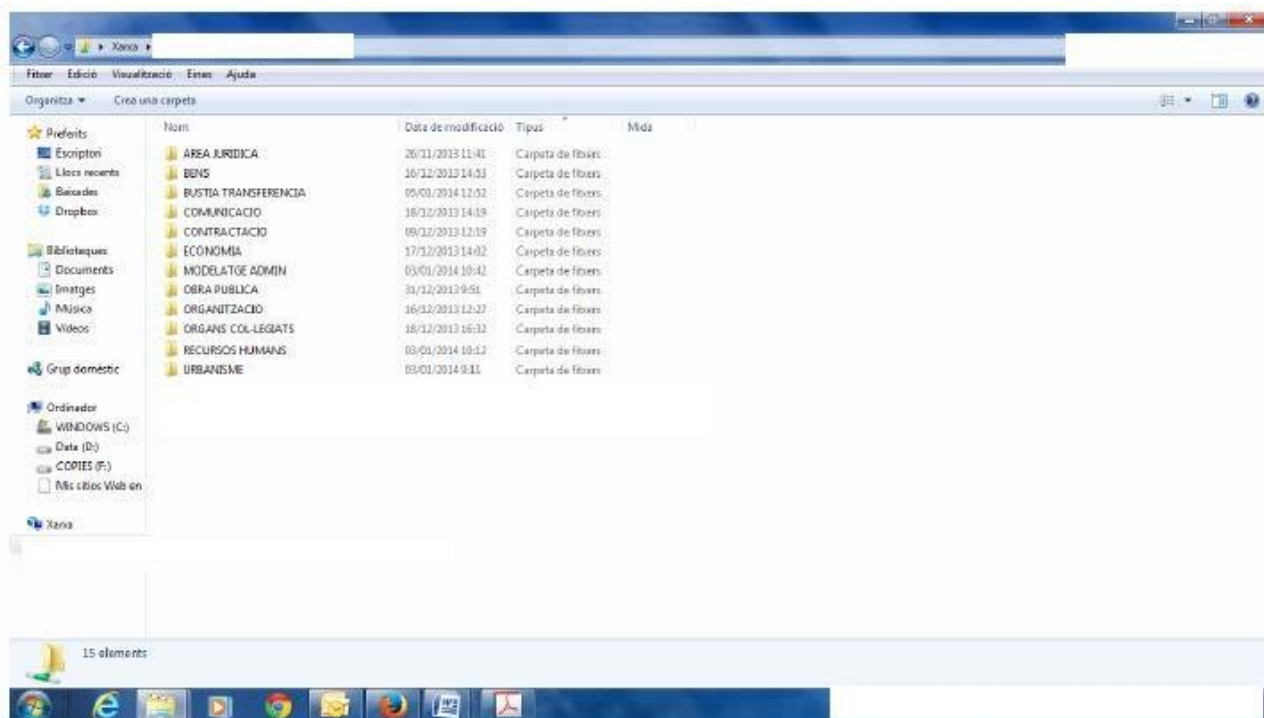 Xarxa
Fitxer Edició Visualització Eines Ajuda
Organitza Crea una carpeta
Nom Data de modificació Tipus Mida
Preferits
Escriptori
Llocs recents
Baixades
Dropbox
Biblioteques
Documents
Imatges
Música
Vídeos
Grup domèstic
Ordinador
WINDOWS (C:)
Data (D:)
COPIES (F:)
Mis sitios Web en
Xarxa
AREA JURIDICA 26/11/2013 11:41 Carpeta de fitxers
BENS 16/12/2013 14:53 Carpeta de fitxers
BUSTIA TRANSFERENCIA 05/01/2014 12:52 Carpeta de fitxers
COMUNICACIO 18/12/2013 14:19 Carpeta de fitxers
CONTRACTACIO 09/12/2013 12:19 Carpeta de fitxers
ECONOMIA 17/12/2013 14:02 Carpeta de fitxers
MODELATGE ADMIN 03/01/2014 10:42 Carpeta de fitxers
OBRA PUBLICA 31/12/2013 9:51 Carpeta de fitxers
ORGANITZACIO 16/12/2013 12:27 Carpeta de fitxers
ORGANS COL·LEGIATS 18/12/2013 16:32 Carpeta de fitxers
RECURSOS HUMANS 03/01/2014 10:12 Carpeta de fitxers
URBANISME 03/01/2014 9:11 Carpeta de fitxers
15 elements